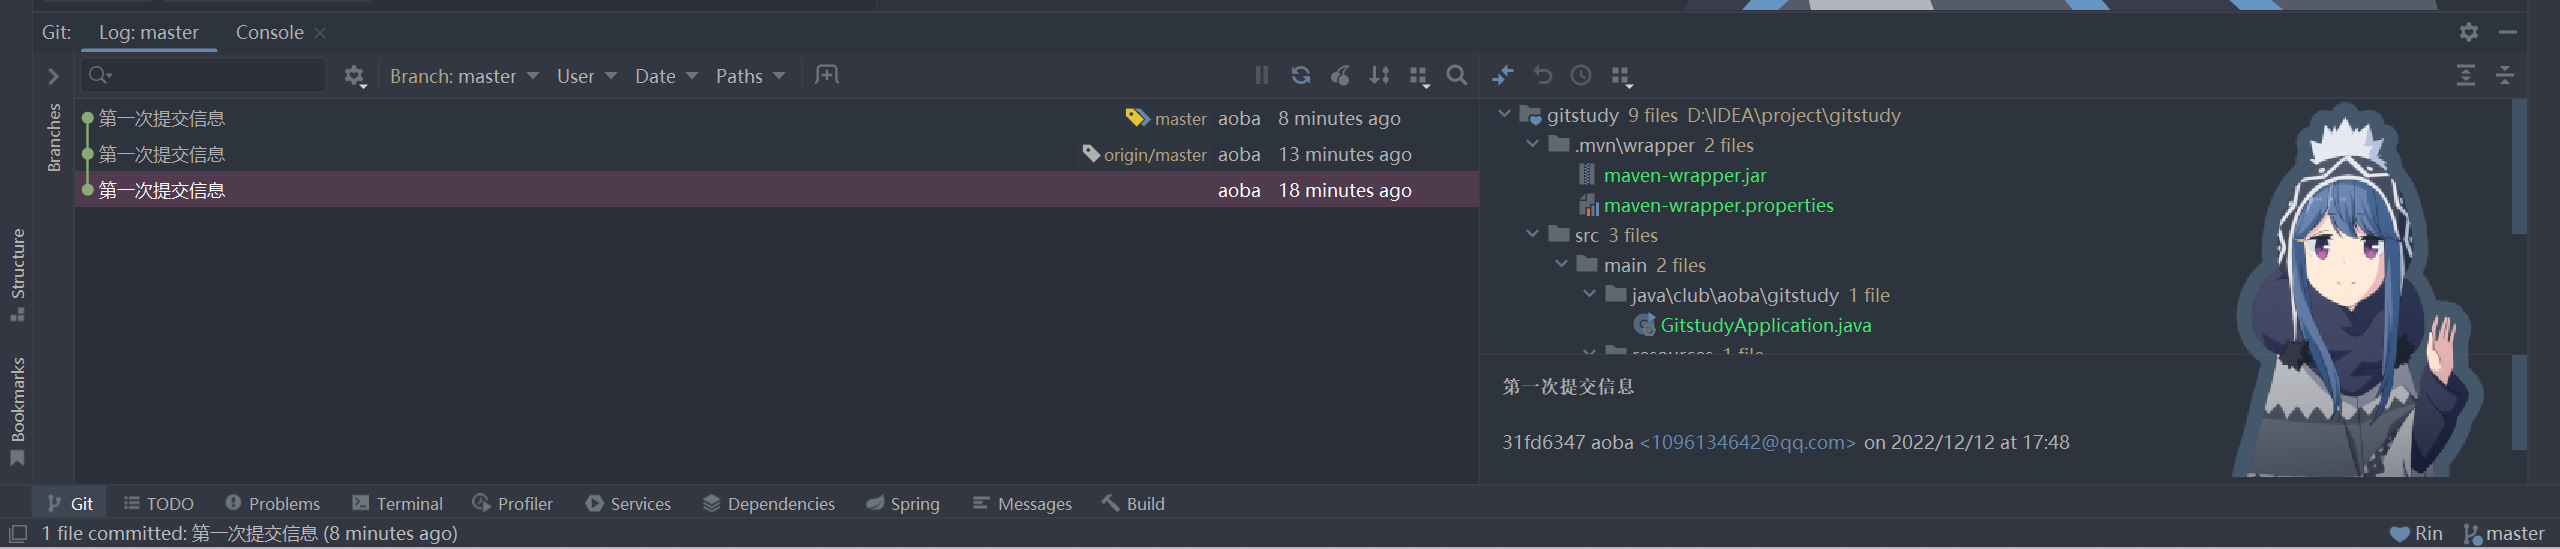 Git: Log: master Console
Branch: master User Date Paths
Branches
Structure
Bookmarks
第一次提交信息 master aoba 8 minutes ago
第一次提交信息 origin/master aoba 13 minutes ago
第一次提交信息 aoba 18 minutes ago
gitstudy 9 files D:\IDEA\project\gitstudy
.mvn\wrapper 2 files
maven-wrapper.jar
maven-wrapper.properties
src 3 files
main 2 files
java\club\aoba\gitstudy 1 file
GitstudyApplication.java
resources 1 file
第一次提交信息
31fd6347 aoba <1096134642@qq.com> on 2022/12/12 at 17:48
Git TODO Problems Terminal Profiler Services Dependencies Spring Messages Build
1 file committed: 第一次提交信息 (8 minutes ago) Rin master